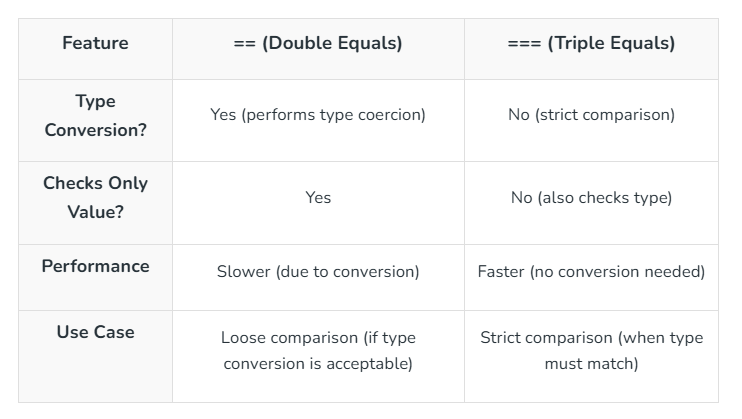 Feature
== (Double Equals)
=== (Triple Equals)
Type
Conversion?
Yes (performs type coercion)
No (strict comparison)
Checks Only
Value?
Yes
No (also checks type)
Performance
Slower (due to conversion)
Faster (no conversion needed)
Use Case
Loose comparison (if type
conversion is acceptable)
Strict comparison (when type
must match)